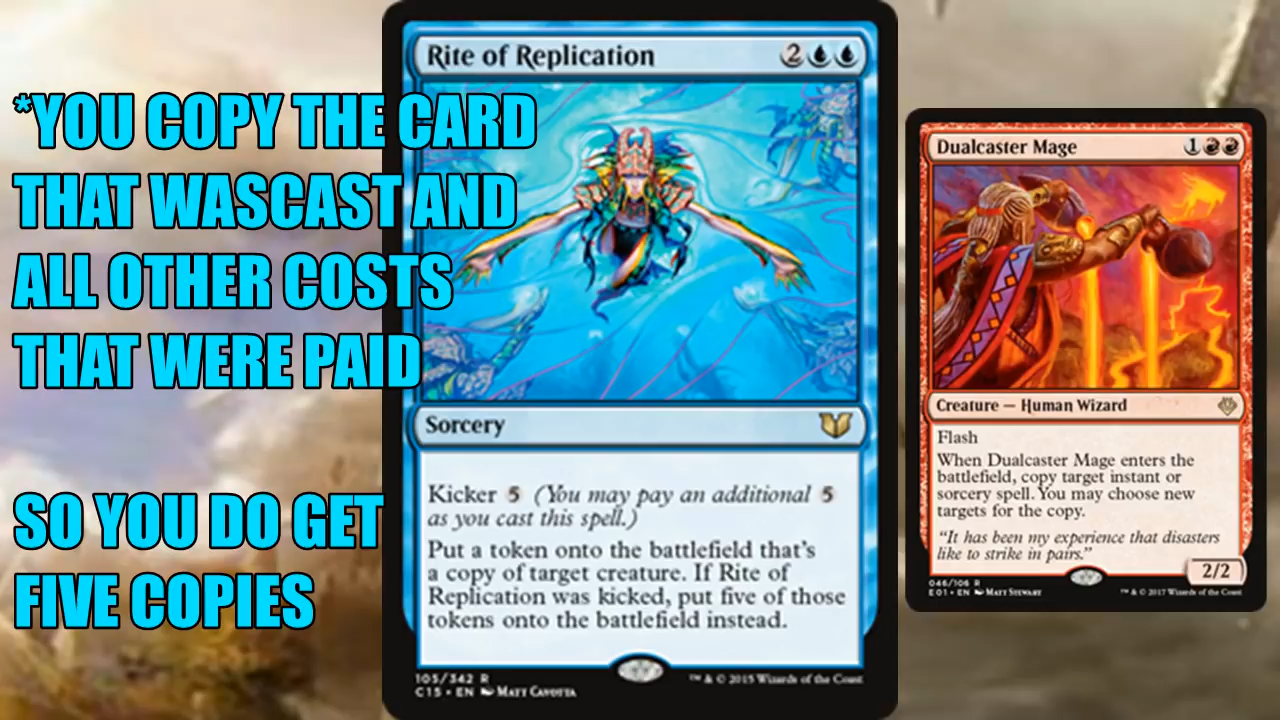 *YOU COPY THE CARD
THAT WASCAST AND
ALL OTHER COSTS
THAT WERE PAID
SO YOU DO GET
FIVE COPIES
Rite of Replication 2
Sorcery
Kicker 5 (You may pay an additional 5
as you cast this spell.)
Put a token onto the battlefield that's
a copy of target creature. If Rite of
Replication was kicked, put five of those
tokens onto the battlefield instead.
105/342 R
C15 • EN Matt Cavotta
™ & © 2015 Wizards of the Coast
Dualcaster Mage 1
Creature — Human Wizard
Flash
When Dualcaster Mage enters the
battlefield, copy target instant or
sorcery spell. You may choose new
targets for the copy.
"It has been my experience that disasters
like to strike in pairs."
2/2
046/106 R
E01 • EN Matt Stewart
™ & © 2017 Wizards of the Coast